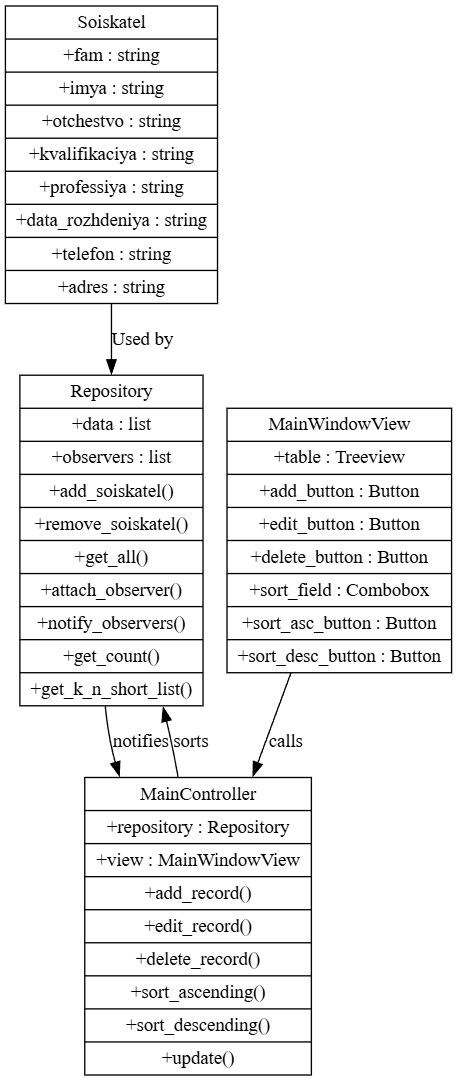 Soiskatel
+fam : string
+imya : string
+otchestvo : string
+kvalifikaciya : string
+professiya : string
+data_rozhdeniya : string
+telefon : string
+adres : string
Used by
Repository
+data : list
+observers : list
+add_soiskatel()
+remove_soiskatel()
+get_all()
+attach_observer()
+notify_observers()
+get_count()
+get_k_n_short_list()
MainWindowView
+table : Treeview
+add_button : Button
+edit_button : Button
+delete_button : Button
+sort_field : Combobox
+sort_asc_button : Button
+sort_desc_button : Button
notifies
sorts
calls
MainController
+repository : Repository
+view : MainWindowView
+add_record()
+edit_record()
+delete_record()
+sort_ascending()
+sort_descending()
+update()